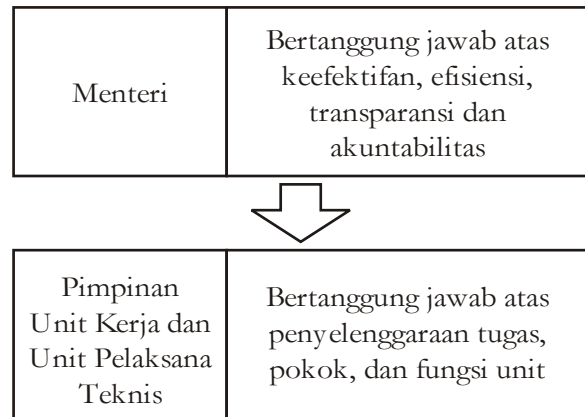 Menteri
Bertanggung jawab atas
keefektifan, efisiensi,
transparansi dan
akuntabilitas
Pimpinan
Unit Kerja dan
Unit Pelaksana
Teknis
Bertanggung jawab atas
penyelenggaraan tugas,
pokok, dan fungsi unit